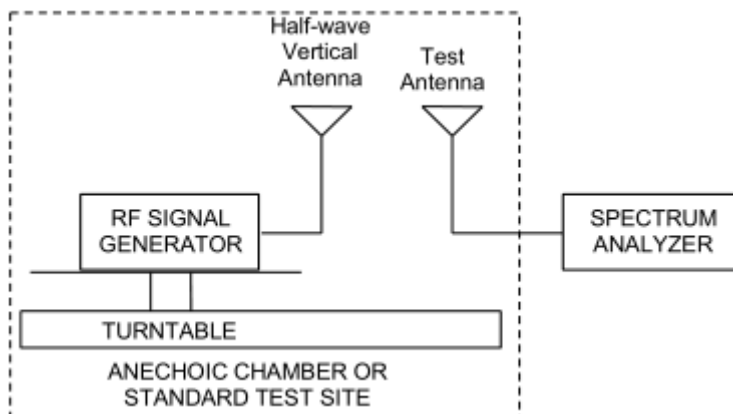 Half-wave
Vertical
Antenna
Test
Antenna
RF SIGNAL
GENERATOR
SPECTRUM
ANALYZER
TURNTABLE
ANECHOIC CHAMBER OR
STANDARD TEST SITE